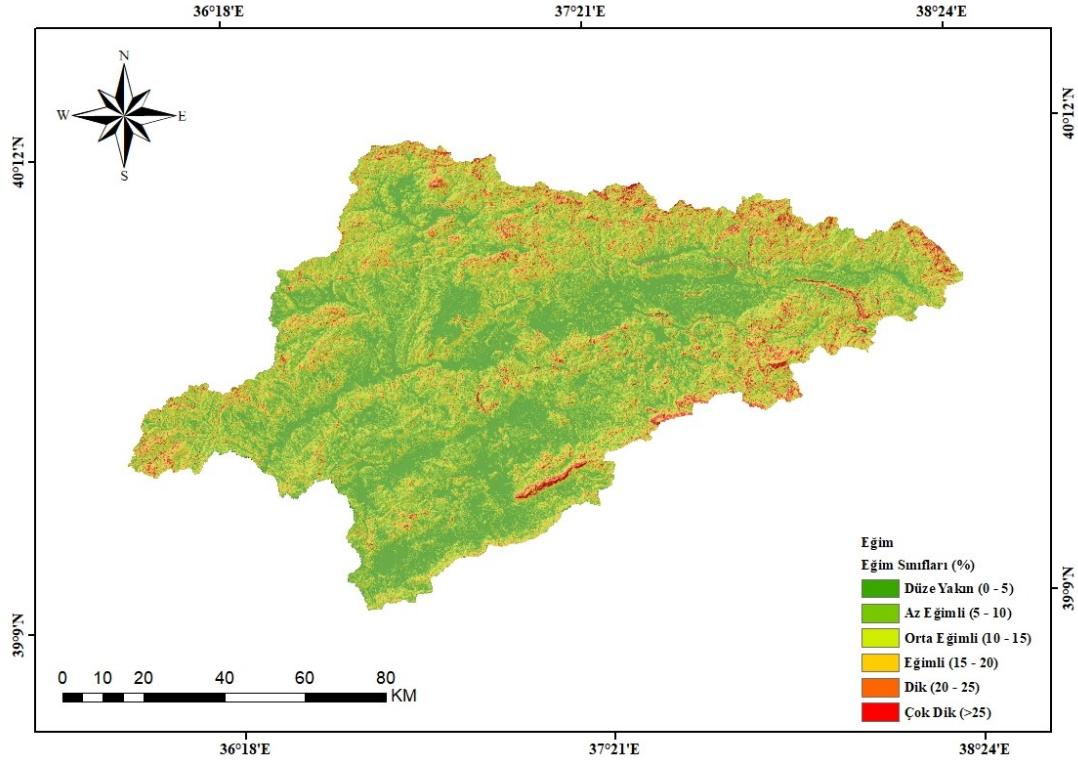 36°18'E 37°21'E 38°24'E
N
W E
S
40°12'N
40°12'N
Eğim
Eğim Sınıfları (%)
Düze Yakın (0 - 5)
39°9'N
Az Eğimli (5 - 10)
39°9'N
Orta Eğimli (10 - 15)
Eğimli (15 - 20)
Dik (20 - 25)
Çok Dik (>25)
0 10 20 40 60 80
KM
36°18'E 37°21'E 38°24'E